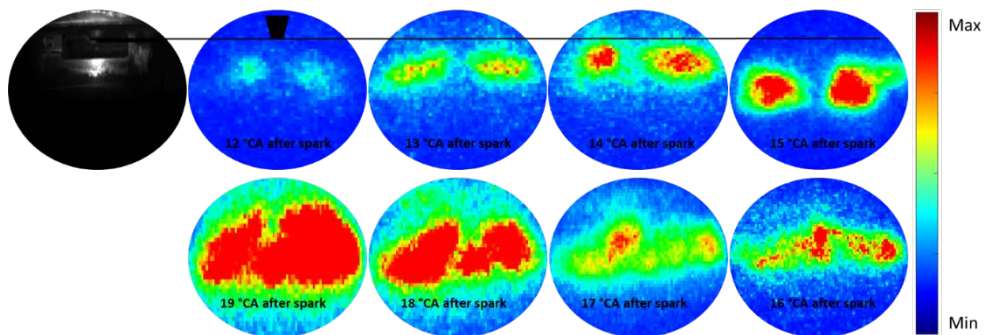 Max
12 °CA after spark
13 °CA after spark
14 °CA after spark
15 °CA after spark
19 °CA after spark
18 °CA after spark
17 °CA after spark
16 °CA after spark
Min